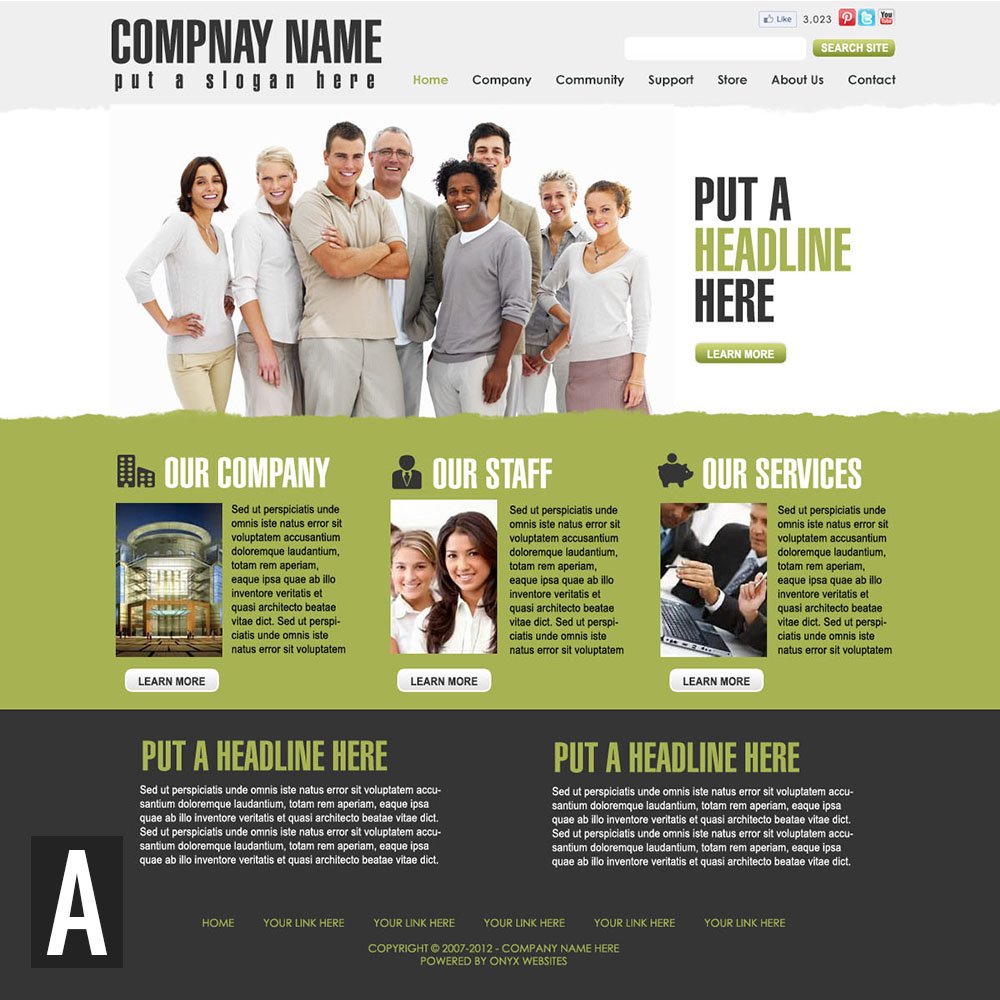 COMPNAY NAME
put a slogan here
Like 3,023 You Tube
SEARCH SITE
Home Company Community Support Store About Us Contact
PUT A
HEADLINE
HERE
LEARN MORE
OUR COMPANY
Sed ut perspiciatis unde
omnis iste natus error sit
voluptatem accusantium
doloremque laudantium,
totam rem aperiam,
eaque ipsa quae ab illo
inventore veritatis et
quasi architecto beatae
vitae dict. Sed ut perspi-
ciatis unde omnis iste
natus error sit voluptatem
LEARN MORE
OUR STAFF
Sed ut perspiciatis unde
omnis iste natus error sit
voluptatem accusantium
doloremque laudantium,
totam rem aperiam,
eaque ipsa quae ab illo
inventore veritatis et
quasi architecto beatae
vitae dict. Sed ut perspi-
ciatis unde omnis iste
natus error sit voluptatem
LEARN MORE
OUR SERVICES
Sed ut perspiciatis unde
omnis iste natus error sit
voluptatem accusantium
doloremque laudantium,
totam rem aperiam,
eaque ipsa quae ab illo
inventore veritatis et
quasi architecto beatae
vitae dict. Sed ut perspi-
ciatis unde omnis iste
natus error sit voluptatem
LEARN MORE
PUT A HEADLINE HERE
Sed ut perspiciatis unde omnis iste natus error sit voluptatem accu-
santium doloremque laudantium, totam rem aperiam, eaque ipsa
quae ab illo inventore veritatis et quasi architecto beatae vitae dict.
Sed ut perspiciatis unde omnis iste natus error sit voluptatem accu-
santium doloremque laudantium, totam rem aperiam, eaque ipsa
quae ab illo inventore veritatis et quasi architecto beatae vitae dict.
PUT A HEADLINE HERE
Sed ut perspiciatis unde omnis iste natus error sit voluptatem accu-
santium doloremque laudantium, totam rem aperiam, eaque ipsa
quae ab illo inventore veritatis et quasi architecto beatae vitae dict.
Sed ut perspiciatis unde omnis iste natus error sit voluptatem accu-
santium doloremque laudantium, totam rem aperiam, eaque ipsa
quae ab illo inventore veritatis et quasi architecto beatae vitae dict.
A
HOME YOUR LINK HERE YOUR LINK HERE YOUR LINK HERE YOUR LINK HERE YOUR LINK HERE
COPYRIGHT © 2007-2012 - COMPANY NAME HERE
POWERED BY ONYX WEBSITES